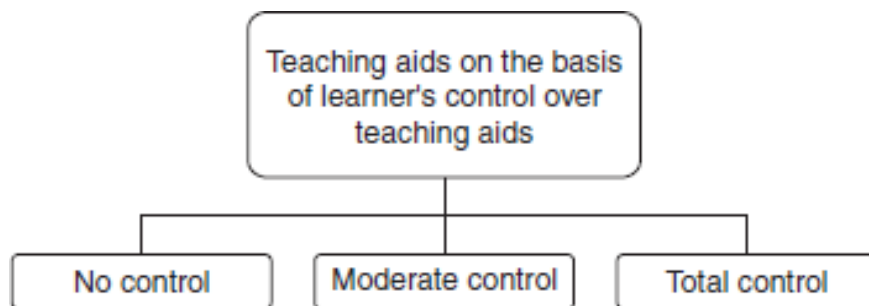 Teaching aids on the basis
of learner's control over
teaching aids
No control
Moderate control
Total control